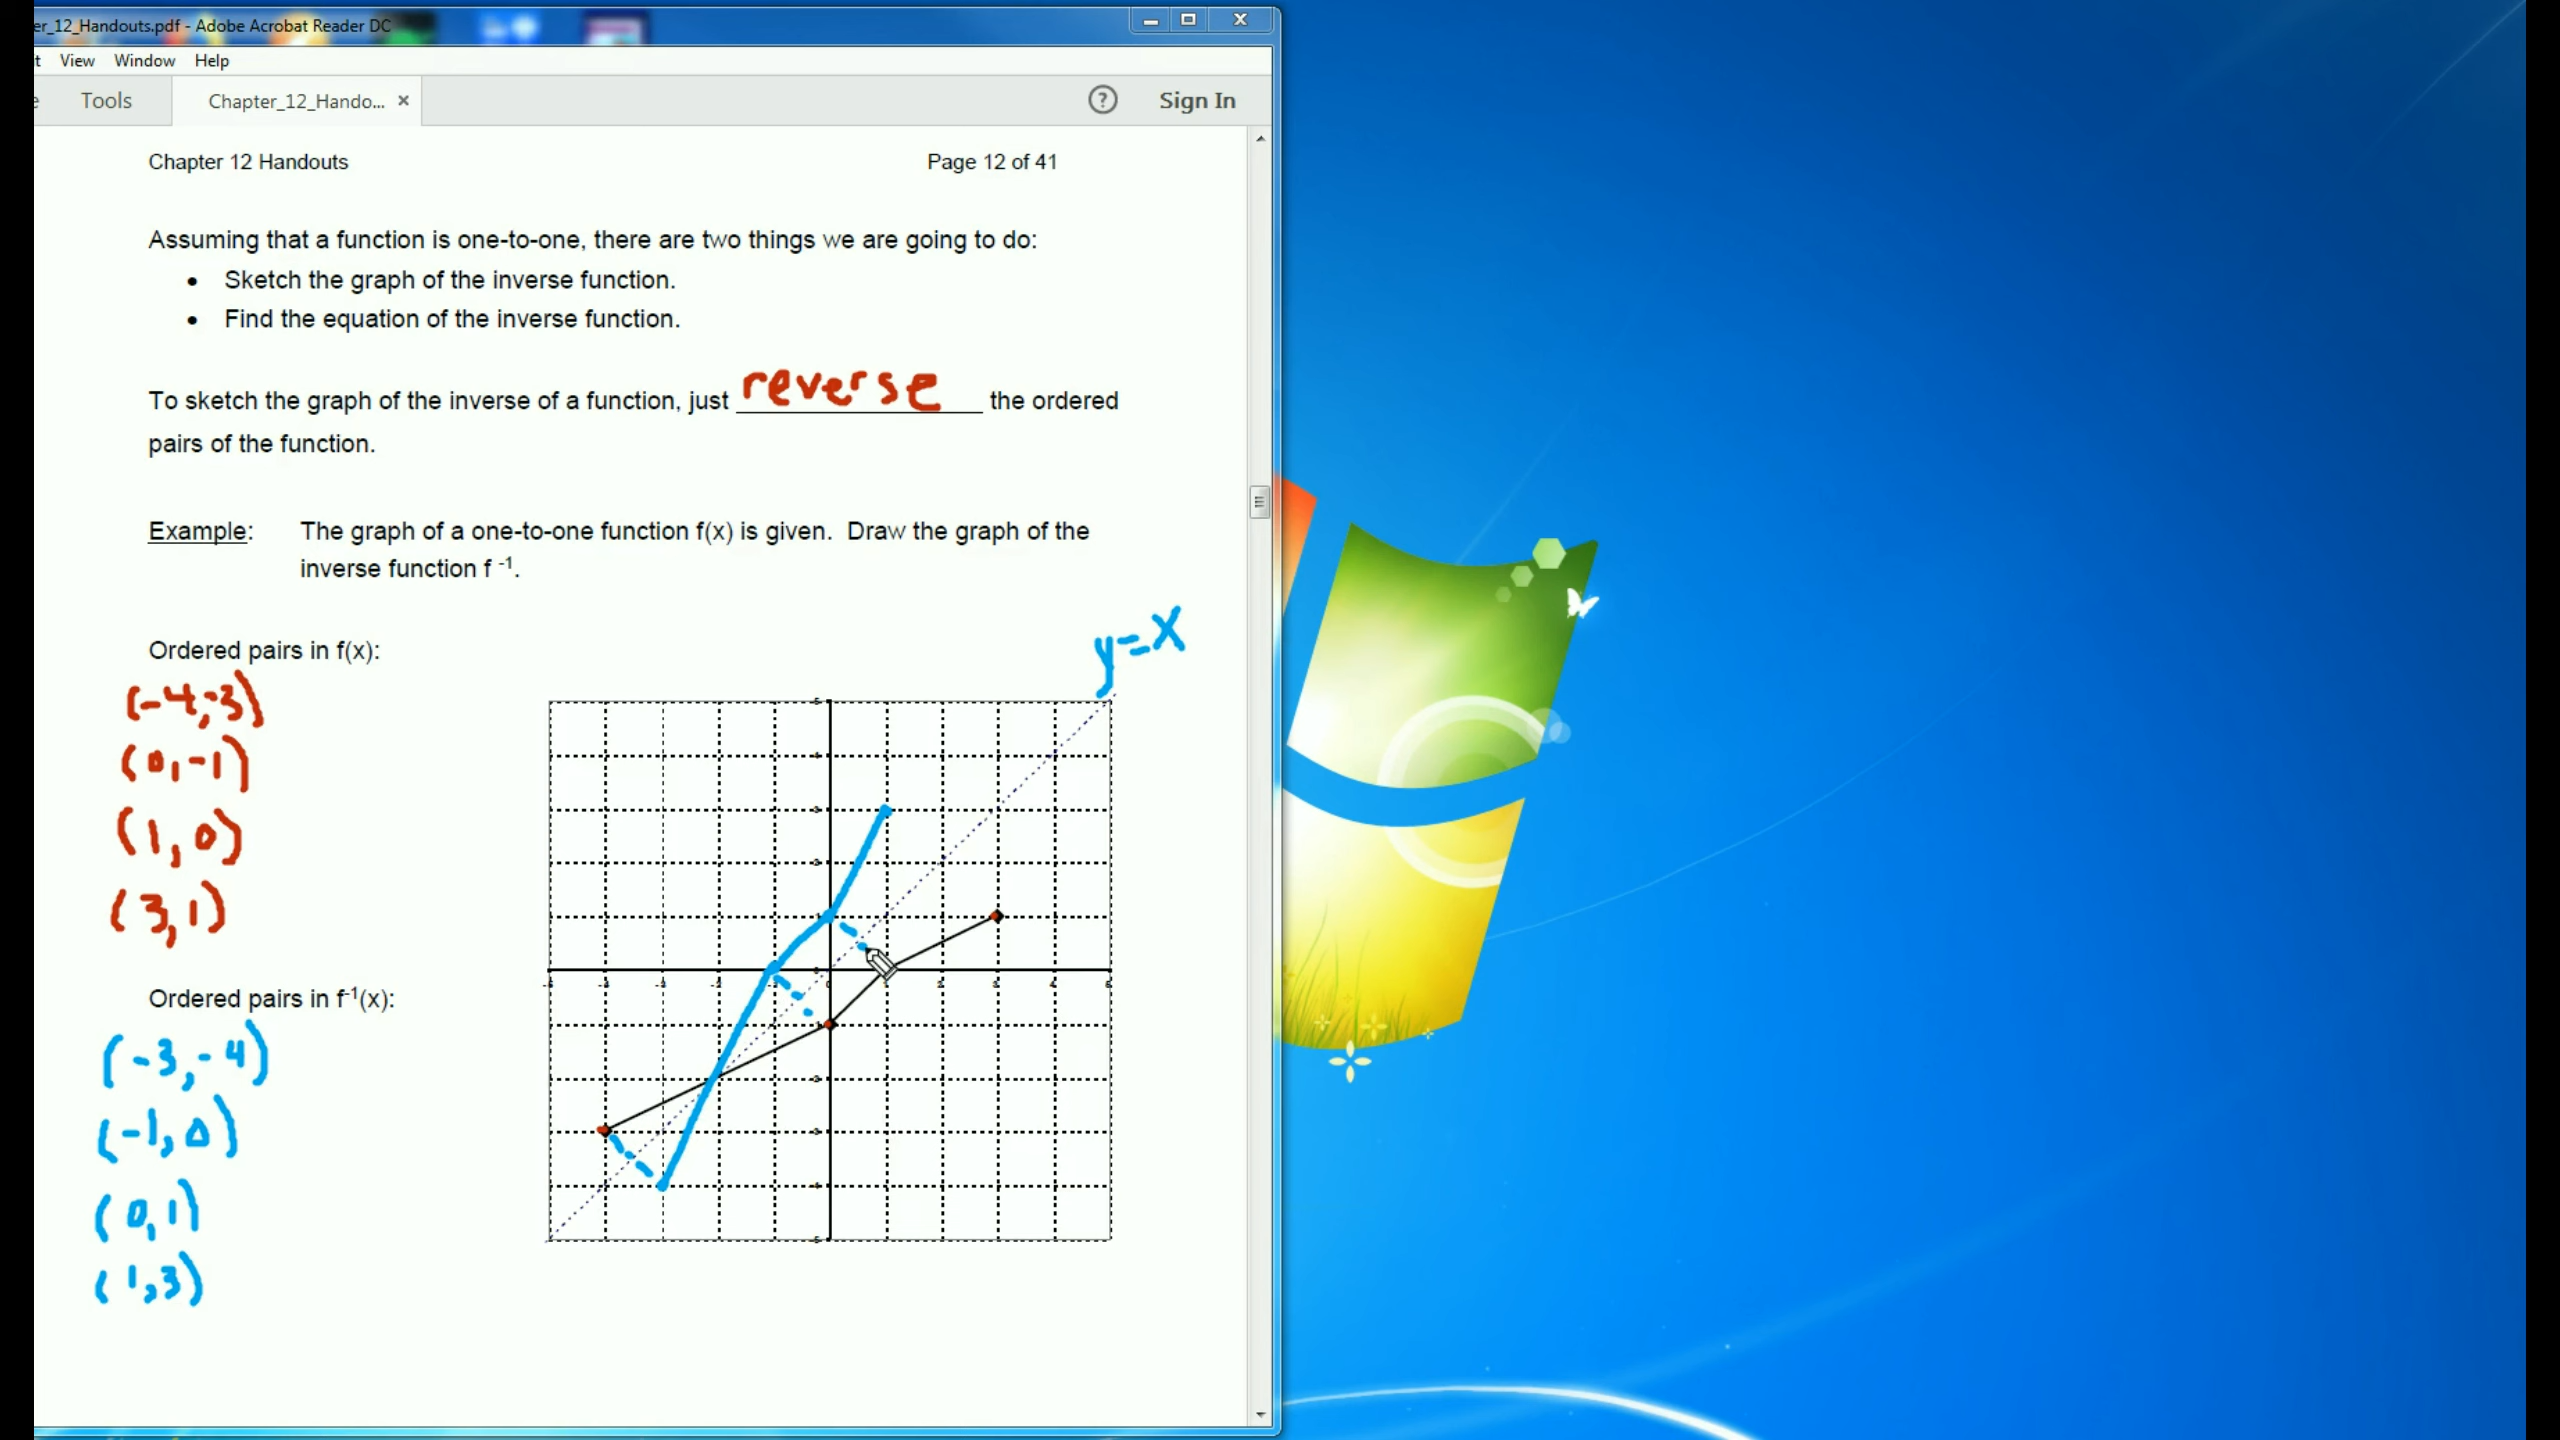 er_12_Handouts.pdf - Adobe Acrobat Reader DC
t View Window Help
e Tools Chapter_12_Hando... × ? Sign In
Chapter 12 Handouts Page 12 of 41
Assuming that a function is one-to-one, there are two things we are going to do:
• Sketch the graph of the inverse function.
• Find the equation of the inverse function.
To sketch the graph of the inverse of a function, just reverse the ordered
pairs of the function.
Example: The graph of a one-to-one function f(x) is given. Draw the graph of the
inverse function f -1.
y=x
Ordered pairs in f(x):
(-4,-3)
(0,-1)
(1,0)
(3,1)
Ordered pairs in f-1(x):
(-3,-4)
(-1,0)
(0,1)
(1,3)